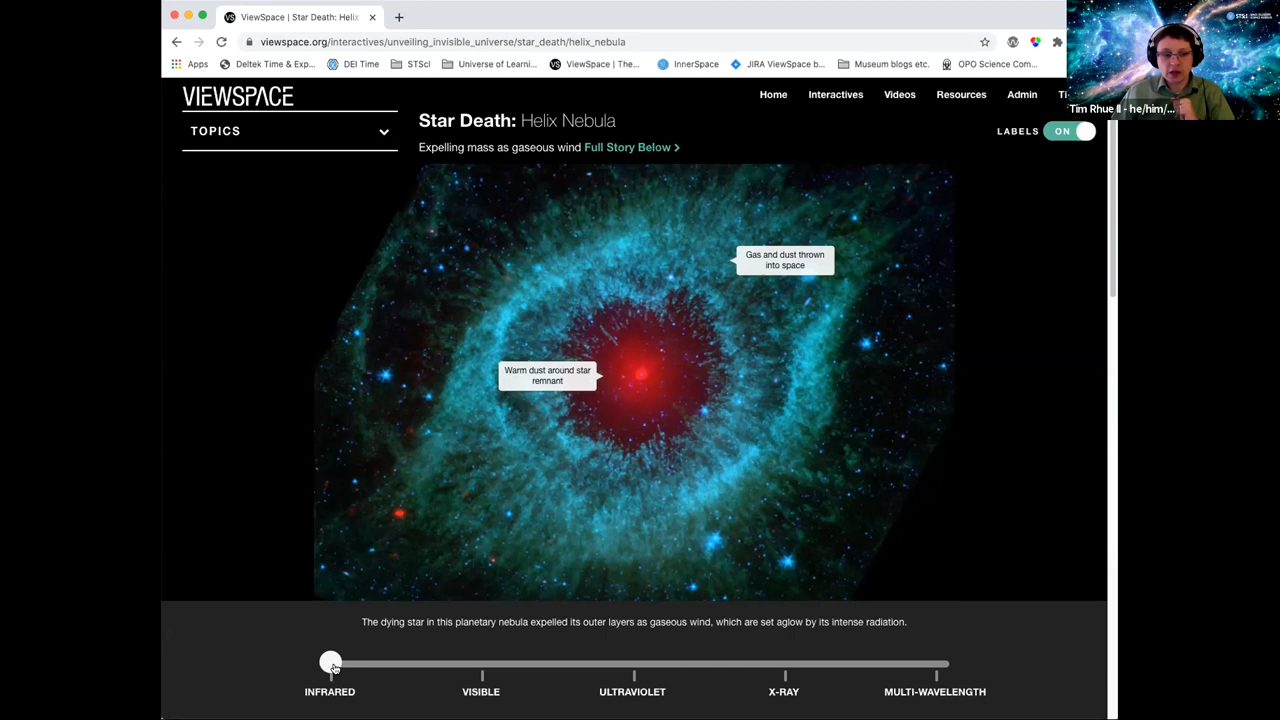 ViewSpace | Star Death: Helix
viewspace.org/interactives/unveiling_invisible_universe/star_death/helix_nebula
Apps Deltek Time & Exp... DEI Time STScI Universe of Learni... ViewSpace | The... InnerSpace JIRA ViewSpace b... Museum blogs etc. OPO Science Com...
STScI
Tim Rhue II - he/him/...
VIEWSPACE
Home Interactives Videos Resources Admin
TOPICS
Star Death: Helix Nebula
LABELS ON
Expelling mass as gaseous wind Full Story Below >
Gas and dust thrown
into space
Warm dust around star
remnant
The dying star in this planetary nebula expelled its outer layers as gaseous wind, which are set aglow by its intense radiation.
INFRARED VISIBLE ULTRAVIOLET X-RAY MULTI-WAVELENGTH